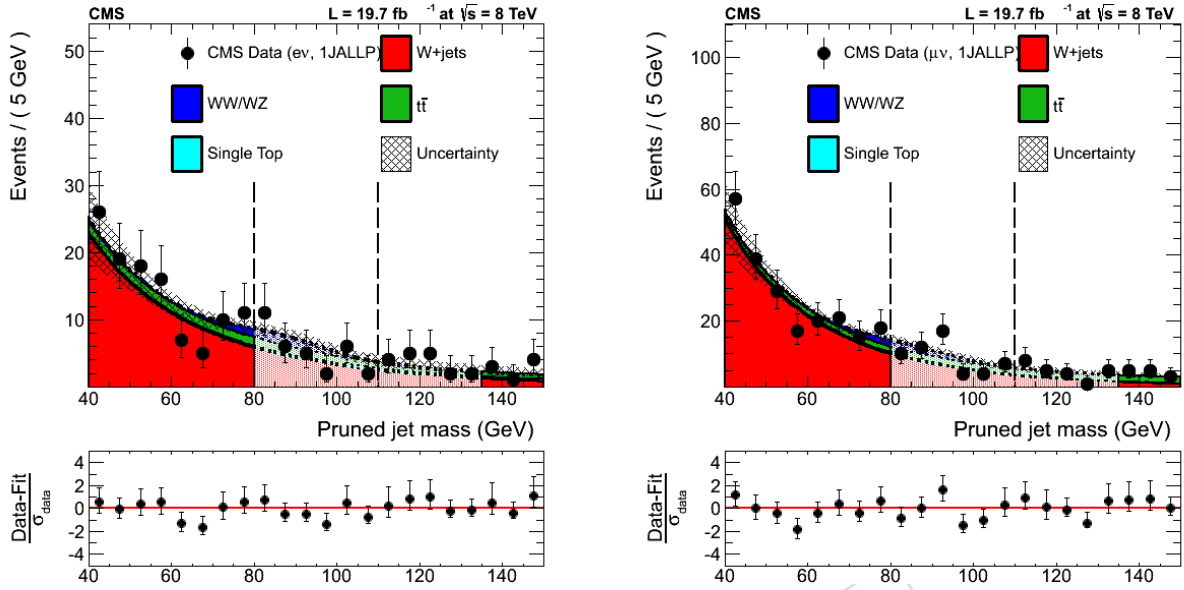 CMS L = 19.7 fb⁻¹ at √s = 8 TeV
Events / ( 5 GeV )
50
40
30
20
10
CMS Data (eν, 1JALLP)
W+jets
WW/WZ
tt̄
Single Top
Uncertainty
40 60 80 100 120 140
Pruned jet mass (GeV)
Data-Fit
σdata
4
2
0
-2
-4
40 60 80 100 120 140
CMS L = 19.7 fb⁻¹ at √s = 8 TeV
Events / ( 5 GeV )
100
80
60
40
20
CMS Data (μν, 1JALLP)
W+jets
WW/WZ
tt̄
Single Top
Uncertainty
40 60 80 100 120 140
Pruned jet mass (GeV)
Data-Fit
σdata
4
2
0
-2
-4
40 60 80 100 120 140